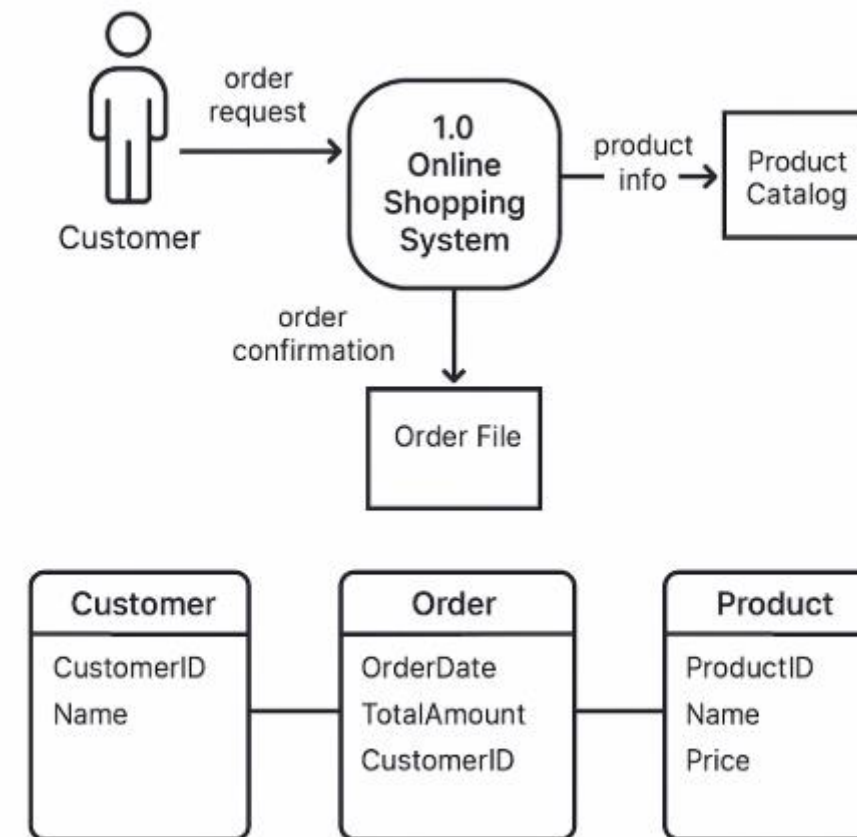 order
request
Customer
1.0
Online
Shopping
System
product
info
Product
Catalog
order
confirmation
Order File
Customer
CustomerID
Name
Order
OrderDate
TotalAmount
CustomerID
Product
ProductID
Name
Price